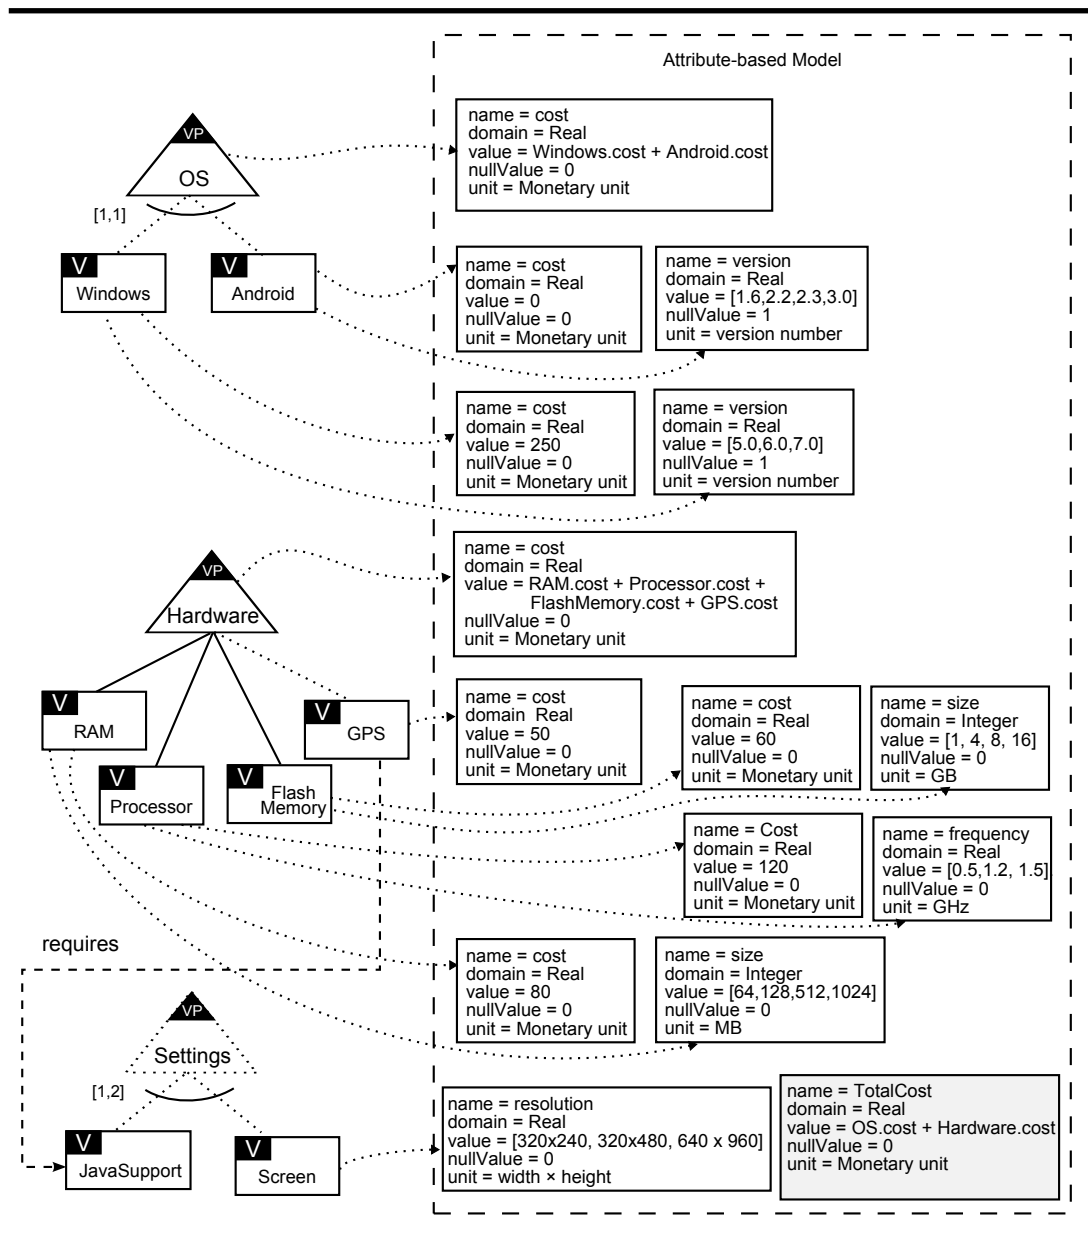 Attribute-based Model
VP
OS
[1,1]
name = cost
domain = Real
value = Windows.cost + Android.cost
nullValue = 0
unit = Monetary unit
V
Windows
V
Android
name = cost
domain = Real
value = 0
nullValue = 0
unit = Monetary unit
name = version
domain = Real
value = [1.6,2.2,2.3,3.0]
nullValue = 1
unit = version number
name = cost
domain = Real
value = 250
nullValue = 0
unit = Monetary unit
name = version
domain = Real
value = [5.0,6.0,7.0]
nullValue = 1
unit = version number
VP
Hardware
name = cost
domain = Real
value = RAM.cost + Processor.cost +
FlashMemory.cost + GPS.cost
nullValue = 0
unit = Monetary unit
V
RAM
V
GPS
V
Processor
V
Flash
Memory
name = cost
domain  Real
value = 50
nullValue = 0
unit = Monetary unit
name = cost
domain = Real
value = 60
nullValue = 0
unit = Monetary unit
name = size
domain = Integer
value = [1, 4, 8, 16]
nullValue = 0
unit = GB
name = Cost
domain = Real
value = 120
nullValue = 0
unit = Monetary unit
name = frequency
domain = Real
value = [0.5,1.2, 1.5]
nullValue = 0
unit = GHz
requires
name = cost
domain = Real
value = 80
nullValue = 0
unit = Monetary unit
name = size
domain = Integer
value = [64,128,512,1024]
nullValue = 0
unit = MB
VP
Settings
[1,2]
V
JavaSupport
V
Screen
name = resolution
domain = Real
value = [320x240, 320x480, 640 x 960]
nullValue = 0
unit = width × height
name = TotalCost
domain = Real
value = OS.cost + Hardware.cost
nullValue = 0
unit = Monetary unit